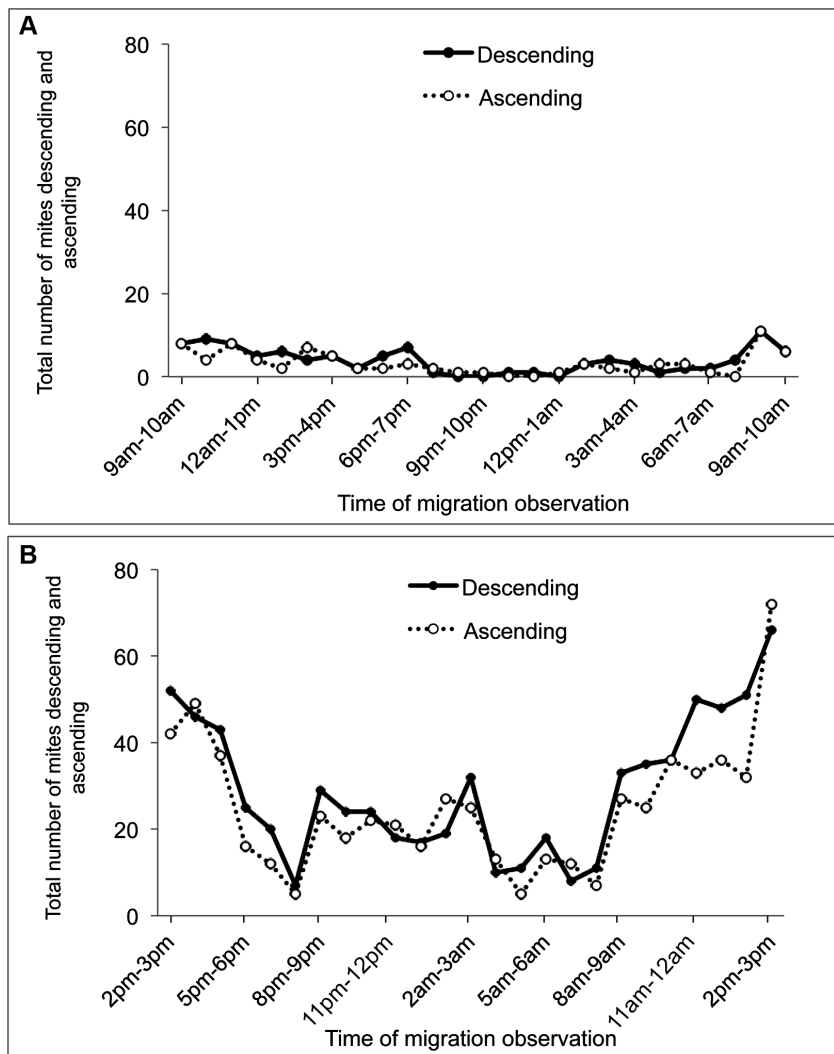 A
Total number of mites descending and
ascending
80
60
40
20
0
Descending
Ascending
9am-10am
12am-1pm
3pm-4pm
6pm-7pm
9pm-10pm
12pm-1am
3am-4am
6am-7am
9am-10am
Time of migration observation
B
Total number of mites descending and
ascending
80
60
40
20
0
Descending
Ascending
2pm-3pm
5pm-6pm
8pm-9pm
11pm-12pm
2am-3am
5am-6am
8am-9am
11am-12am
2pm-3pm
Time of migration observation